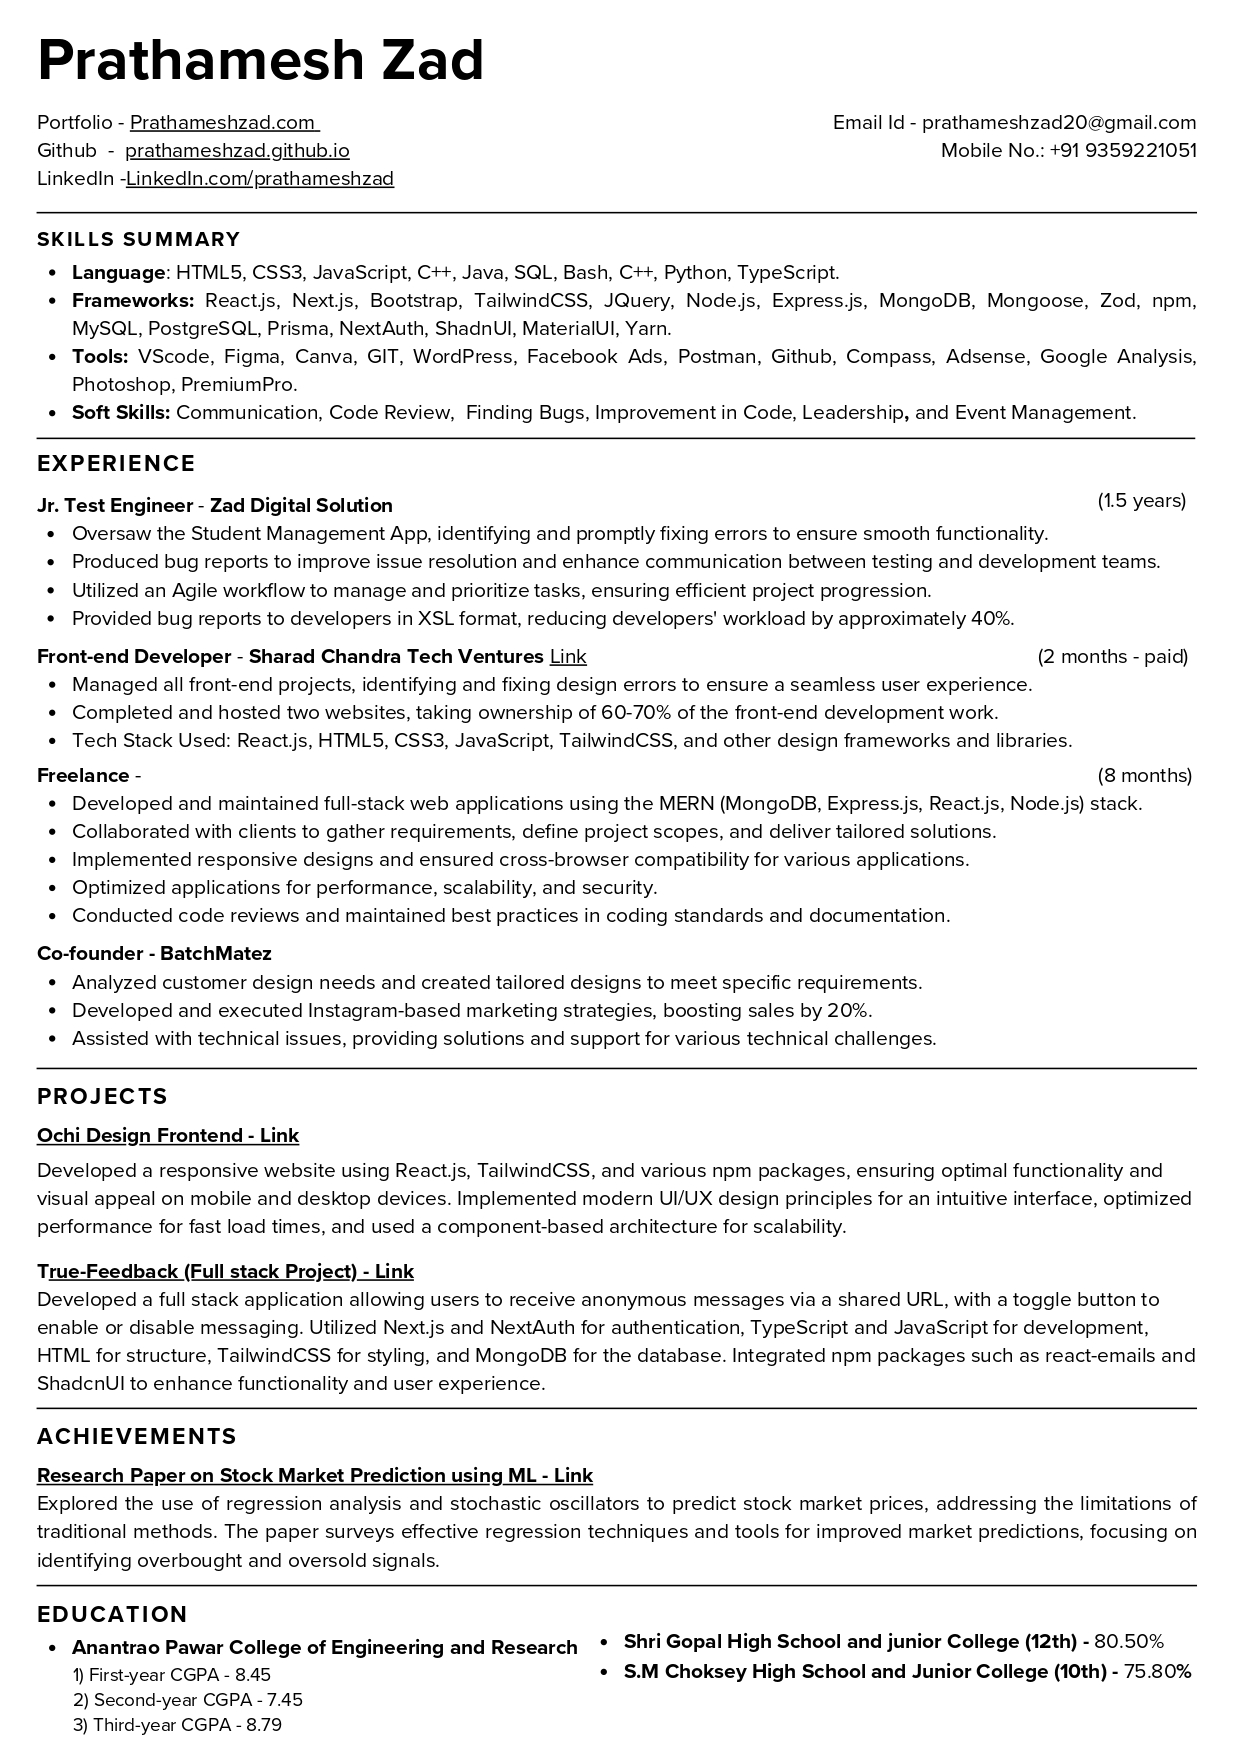 Prathamesh Zad
Portfolio - Prathameshzad.com
Github - prathameshzad.github.io
LinkedIn -LinkedIn.com/prathameshzad
Email Id - prathameshzad20@gmail.com
Mobile No.: +91 9359221051
SKILLS SUMMARY
• Language: HTML5, CSS3, JavaScript, C++, Java, SQL, Bash, C++, Python, TypeScript.
• Frameworks: React.js, Next.js, Bootstrap, TailwindCSS, JQuery, Node.js, Express.js, MongoDB, Mongoose, Zod, npm,
MySQL, PostgreSQL, Prisma, NextAuth, ShadnUI, MaterialUI, Yarn.
• Tools: VScode, Figma, Canva, GIT, WordPress, Facebook Ads, Postman, Github, Compass, Adsense, Google Analysis,
Photoshop, PremiumPro.
• Soft Skills: Communication, Code Review, Finding Bugs, Improvement in Code, Leadership, and Event Management.
EXPERIENCE
Jr. Test Engineer - Zad Digital Solution (1.5 years)
• Oversaw the Student Management App, identifying and promptly fixing errors to ensure smooth functionality.
• Produced bug reports to improve issue resolution and enhance communication between testing and development teams.
• Utilized an Agile workflow to manage and prioritize tasks, ensuring efficient project progression.
• Provided bug reports to developers in XSL format, reducing developers' workload by approximately 40%.
Front-end Developer - Sharad Chandra Tech Ventures Link (2 months - paid)
• Managed all front-end projects, identifying and fixing design errors to ensure a seamless user experience.
• Completed and hosted two websites, taking ownership of 60-70% of the front-end development work.
• Tech Stack Used: React.js, HTML5, CSS3, JavaScript, TailwindCSS, and other design frameworks and libraries.
Freelance - (8 months)
• Developed and maintained full-stack web applications using the MERN (MongoDB, Express.js, React.js, Node.js) stack.
• Collaborated with clients to gather requirements, define project scopes, and deliver tailored solutions.
• Implemented responsive designs and ensured cross-browser compatibility for various applications.
• Optimized applications for performance, scalability, and security.
• Conducted code reviews and maintained best practices in coding standards and documentation.
Co-founder - BatchMatez
• Analyzed customer design needs and created tailored designs to meet specific requirements.
• Developed and executed Instagram-based marketing strategies, boosting sales by 20%.
• Assisted with technical issues, providing solutions and support for various technical challenges.
PROJECTS
Ochi Design Frontend - Link
Developed a responsive website using React.js, TailwindCSS, and various npm packages, ensuring optimal functionality and
visual appeal on mobile and desktop devices. Implemented modern UI/UX design principles for an intuitive interface, optimized
performance for fast load times, and used a component-based architecture for scalability.
True-Feedback (Full stack Project) - Link
Developed a full stack application allowing users to receive anonymous messages via a shared URL, with a toggle button to
enable or disable messaging. Utilized Next.js and NextAuth for authentication, TypeScript and JavaScript for development,
HTML for structure, TailwindCSS for styling, and MongoDB for the database. Integrated npm packages such as react-emails and
ShadcnUI to enhance functionality and user experience.
ACHIEVEMENTS
Research Paper on Stock Market Prediction using ML - Link
Explored the use of regression analysis and stochastic oscillators to predict stock market prices, addressing the limitations of
traditional methods. The paper surveys effective regression techniques and tools for improved market predictions, focusing on
identifying overbought and oversold signals.
EDUCATION
• Anantrao Pawar College of Engineering and Research
1) First-year CGPA - 8.45
2) Second-year CGPA - 7.45
3) Third-year CGPA - 8.79
• Shri Gopal High School and junior College (12th) - 80.50%
• S.M Choksey High School and Junior College (10th) - 75.80%